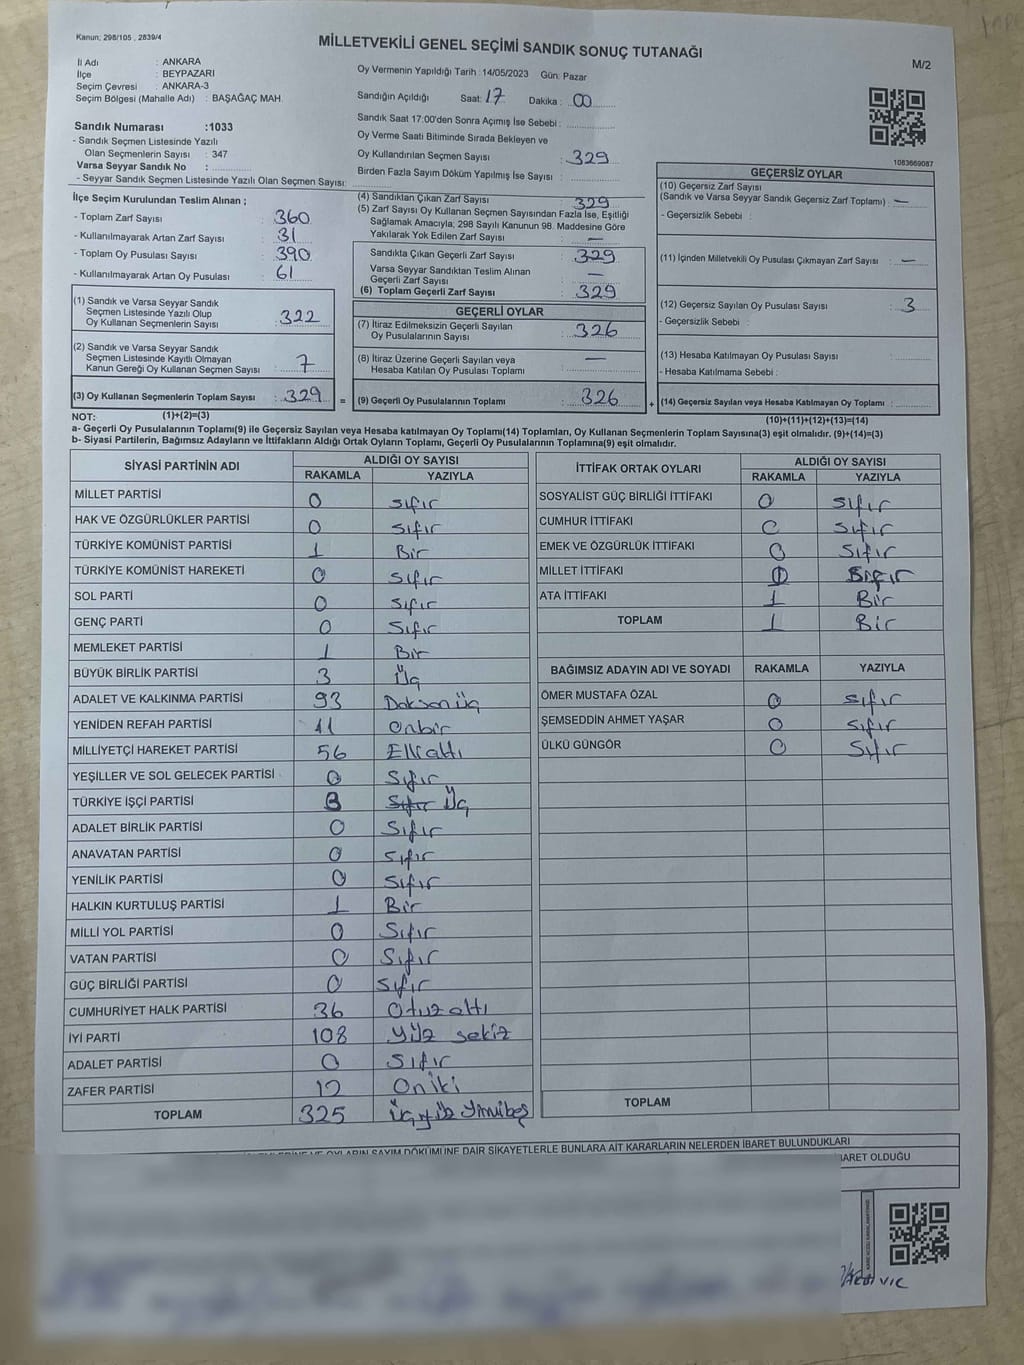 Kanun; 298/105 , 2839/4
MİLLETVEKİLİ GENEL SEÇİMİ SANDIK SONUÇ TUTANAĞI
M/2
İl Adı : ANKARA
İlçe : BEYPAZARI
Seçim Çevresi : ANKARA-3
Seçim Bölgesi (Mahalle Adı) : BAŞAĞAÇ MAH.
Sandık Numarası :1033
- Sandık Seçmen Listesinde Yazılı
Olan Seçmenlerin Sayısı : 347
Varsa Seyyar Sandık No :
- Seyyar Sandık Seçmen Listesinde Yazılı Olan Seçmen Sayısı:
Oy Vermenin Yapıldığı Tarih :14/05/2023 Gün: Pazar
Sandığın Açıldığı Saat: 17 Dakika : 00
Sandık Saat 17:00'den Sonra Açımış İse Sebebi :
Oy Verme Saati Bitiminde Sırada Bekleyen ve
Oy Kullandırılan Seçmen Sayısı : 329
Birden Fazla Sayım Döküm Yapılmış İse Sayısı :
1083669087
İlçe Seçim Kurulundan Teslim Alınan ;
- Toplam Zarf Sayısı : 360
- Kullanılmayarak Artan Zarf Sayısı : 31
- Toplam Oy Pusulası Sayısı : 390
- Kullanılmayarak Artan Oy Pusulası : 61
(1) Sandık ve Varsa Seyyar Sandık
Seçmen Listesinde Yazılı Olup
Oy Kullanan Seçmenlerin Sayısı : 322
(2) Sandık ve Varsa Seyyar Sandık
Seçmen Listesinde Kayıtlı Olmayan
Kanun Gereği Oy Kullanan Seçmen Sayısı : 7
(3) Oy Kullanan Seçmenlerin Toplam Sayısı : 329 =
(4) Sandıktan Çıkan Zarf Sayısı : 329
(5) Zarf Sayısı Oy Kullanan Seçmen Sayısından Fazla İse, Eşitliği
Sağlamak Amacıyla, 298 Sayılı Kanunun 98. Maddesine Göre
Yakılarak Yok Edilen Zarf Sayısı : —
Sandıkta Çıkan Geçerli Zarf Sayısı : 329
Varsa Seyyar Sandıktan Teslim Alınan
Geçerli Zarf Sayısı : —
(6) Toplam Geçerli Zarf Sayısı : 329
GEÇERLİ OYLAR
(7) İtiraz Edilmeksizin Geçerli Sayılan
Oy Pusulalarının Sayısı : 326
(8) İtiraz Üzerine Geçerli Sayılan veya
Hesaba Katılan Oy Pusulası Toplamı : —
(9) Geçerli Oy Pusulalarının Toplamı : 326 +
GEÇERSİZ OYLAR
(10) Geçersiz Zarf Sayısı
(Sandık ve Varsa Seyyar Sandık Geçersiz Zarf Toplamı) : —
- Geçersizlik Sebebi :
(11) İçinden Milletvekili Oy Pusulası Çıkmayan Zarf Sayısı : —
(12) Geçersiz Sayılan Oy Pusulası Sayısı : 3
- Geçersizlik Sebebi :
(13) Hesaba Katılmayan Oy Pusulası Sayısı :
- Hesaba Katılmama Sebebi :
(14) Geçersiz Sayılan veya Hesaba Katılmayan Oy Toplamı :
NOT: (1)+(2)=(3) (10)+(11)+(12)+(13)=(14)
a- Geçerli Oy Pusulalarının Toplamı(9) ile Geçersiz Sayılan veya Hesaba katılmayan Oy Toplamı(14) Toplamları, Oy Kullanan Seçmenlerin Toplam Sayısına(3) eşit olmalıdır. (9)+(14)=(3)
b- Siyasi Partilerin, Bağımsız Adayların ve İttifakların Aldığı Ortak Oyların Toplamı, Geçerli Oy Pusulalarının Toplamına(9) eşit olmalıdır.
SİYASİ PARTİNİN ADI ALDIĞI OY SAYISI
RAKAMLA YAZIYLA
MİLLET PARTİSİ 0 sıfır
HAK VE ÖZGÜRLÜKLER PARTİSİ 0 sıfır
TÜRKİYE KOMÜNİST PARTİSİ 1 Bir
TÜRKİYE KOMÜNİST HAREKETİ 0 sıfır
SOL PARTİ 0 sıfır
GENÇ PARTİ 0 Sıfır
MEMLEKET PARTİSİ 1 Bir
BÜYÜK BİRLİK PARTİSİ 3 Üç
ADALET VE KALKINMA PARTİSİ 93 Doksanüç
YENİDEN REFAH PARTİSİ 11 Onbir
MİLLİYETÇİ HAREKET PARTİSİ 56 Ellialtı
YEŞİLLER VE SOL GELECEK PARTİSİ 0 Sıfır
TÜRKİYE İŞÇİ PARTİSİ 3 Sıfır Üç
ADALET BİRLİK PARTİSİ 0 Sıfır
ANAVATAN PARTİSİ 0 sıfır
YENİLİK PARTİSİ 0 Sıfır
HALKIN KURTULUŞ PARTİSİ 1 Bir
MİLLİ YOL PARTİSİ 0 Sıfır
VATAN PARTİSİ 0 Sıfır
GÜÇ BİRLİĞİ PARTİSİ 0 sıfır
CUMHURİYET HALK PARTİSİ 36 Otuzaltı
İYİ PARTİ 108 Yüz sekiz
ADALET PARTİSİ 0 Sıfır
ZAFER PARTİSİ 12 Oniki
TOPLAM 325 Üçyüz Yirmibeş
İTTİFAK ORTAK OYLARI ALDIĞI OY SAYISI
RAKAMLA YAZIYLA
SOSYALİST GÜÇ BİRLİĞİ İTTİFAKI 0 Sıfır
CUMHUR İTTİFAKI 0 Sıfır
EMEK VE ÖZGÜRLÜK İTTİFAKI 0 Sıfır
MİLLET İTTİFAKI 0 Sıfır
ATA İTTİFAKI 1 Bir
TOPLAM 1 Bir
BAĞIMSIZ ADAYIN ADI VE SOYADI RAKAMLA YAZIYLA
ÖMER MUSTAFA ÖZAL 0 sıfır
ŞEMSEDDİN AHMET YAŞAR 0 sıfır
ÜLKÜ GÜNGÖR 0 Sıfır
TOPLAM
OYLARIN SAYIM DÖKÜMÜNE DAİR ŞİKAYETLERLE BUNLARA AİT KARARLARIN NELERDEN İBARET BULUNDUKLARI
BARET OLDUĞU